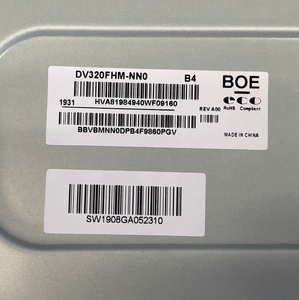 DV320FHM-NN0 B4
BOE
eco
RoHS Compliant
1931 HVA81984940WF09160
REV.A00
MADE IN CHINA
BBVBMNN0DPB4F9860PGV
SW1908GA052310